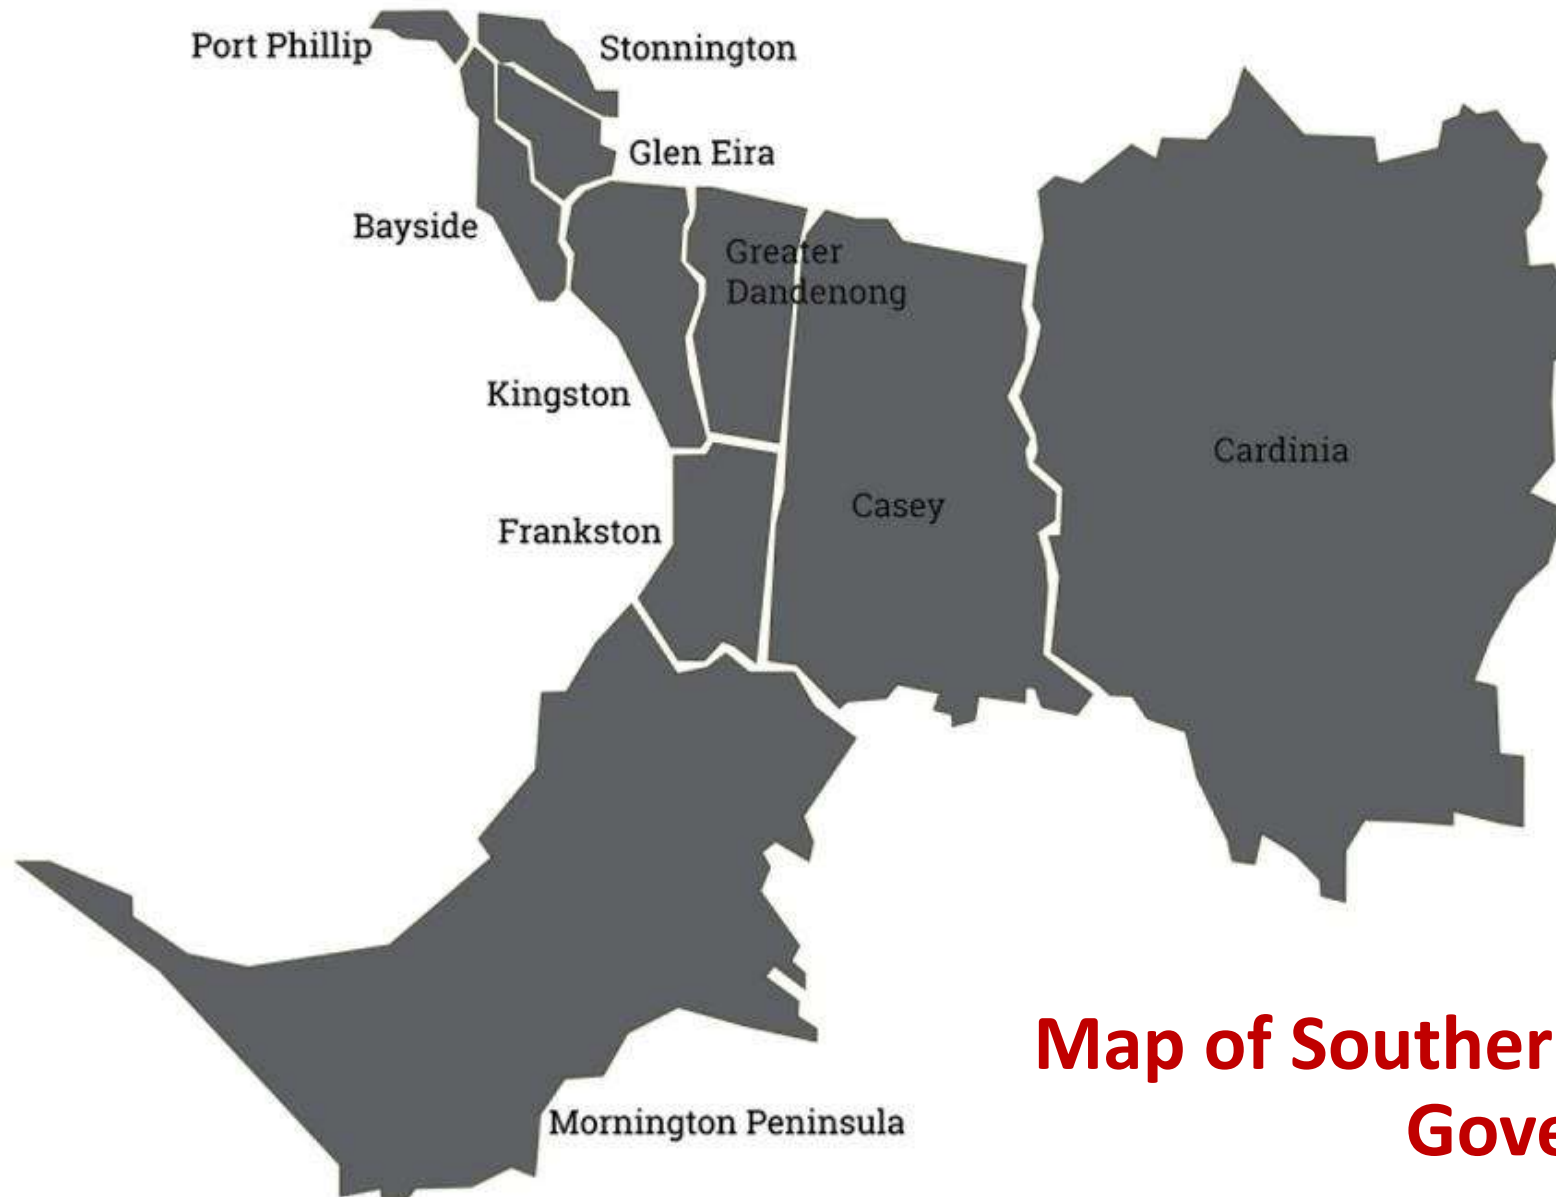 Port Phillip
Stonnington
Glen Eira
Bayside
Greater
Dandenong
Kingston
Cardinia
Casey
Frankston
Map of Souther
Gove
Mornington Peninsula